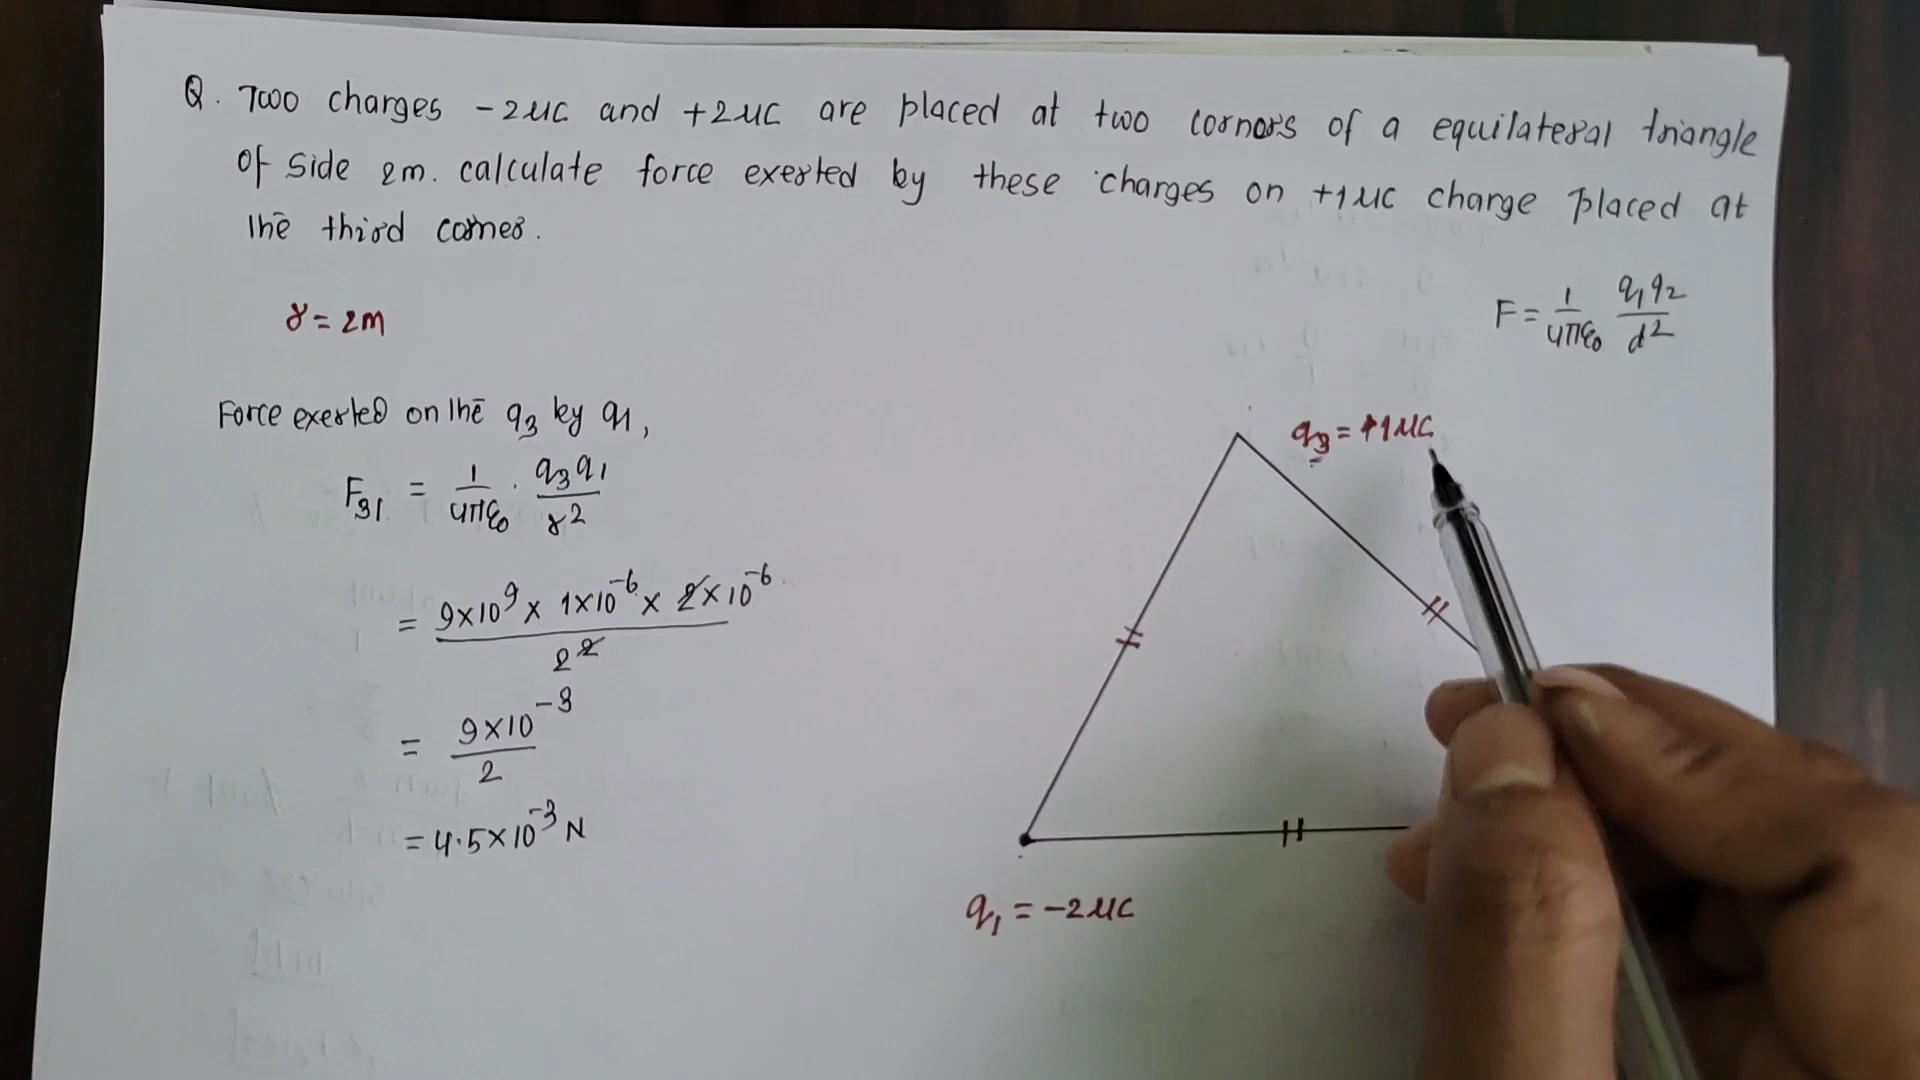 Q. Two charges -2μC and +2μC are placed at two corners of a equilateral triangle
of side 2m. calculate force exerted by these charges on +1μC charge placed at
the third corner.
r = 2m
F = 1/4πε₀ q₁q₂/d²
Force exerted on the q₃ by q₁,
F₃₁ = 1/4πε₀ · q₃q₁/r²
= 9×10⁹ × 1×10⁻⁶ × 2×10⁻⁶ / 2²
= 9×10⁻³ / 2
= 4.5×10⁻³ N
q₃ = +1μC
q₁ = -2μC